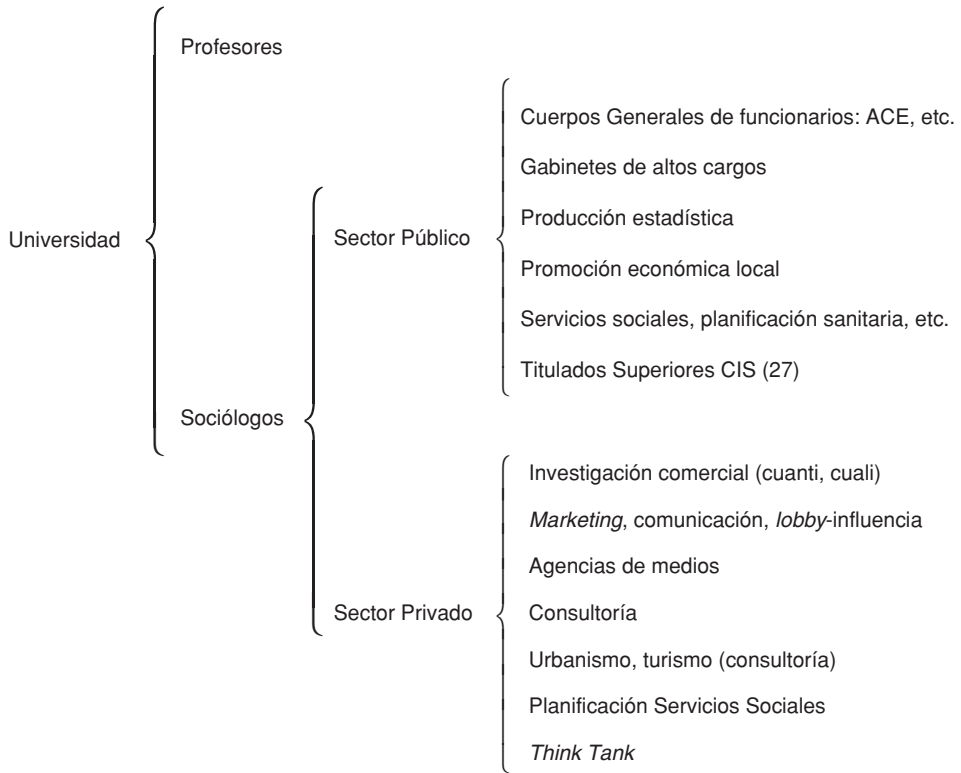 Profesores
Cuerpos Generales de funcionarios: ACE, etc.
Gabinetes de altos cargos
Universidad
Sector Público
Producción estadística
Promoción económica local
Servicios sociales, planificación sanitaria, etc.
Titulados Superiores CIS (27)
Sociólogos
Investigación comercial (cuanti, cuali)
Marketing, comunicación, lobby-influencia
Agencias de medios
Sector Privado
Consultoría
Urbanismo, turismo (consultoría)
Planificación Servicios Sociales
Think Tank